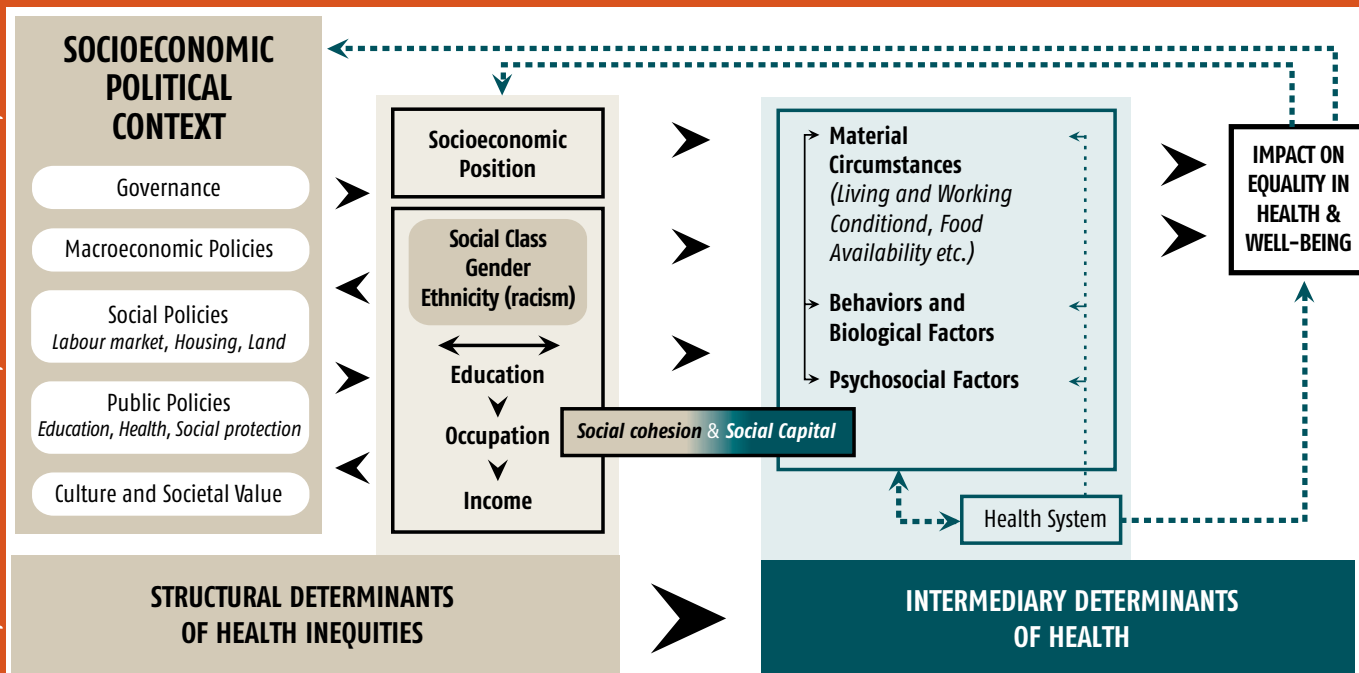 SOCIOECONOMIC
POLITICAL
CONTEXT
Governance
Macroeconomic Policies
Social Policies
Labour market, Housing, Land
Public Policies
Education, Health, Social protection
Culture and Societal Value
Socioeconomic
Position
Social Class
Gender
Ethnicity (racism)
Education
Occupation
Income
Social cohesion & Social Capital
Material
Circumstances
(Living and Working
Conditiond, Food
Availability etc.)
Behaviors and
Biological Factors
Psychosocial Factors
Health System
IMPACT ON
EQUALITY IN
HEALTH &
WELL-BEING
STRUCTURAL DETERMINANTS
OF HEALTH INEQUITIES
INTERMEDIARY DETERMINANTS
OF HEALTH